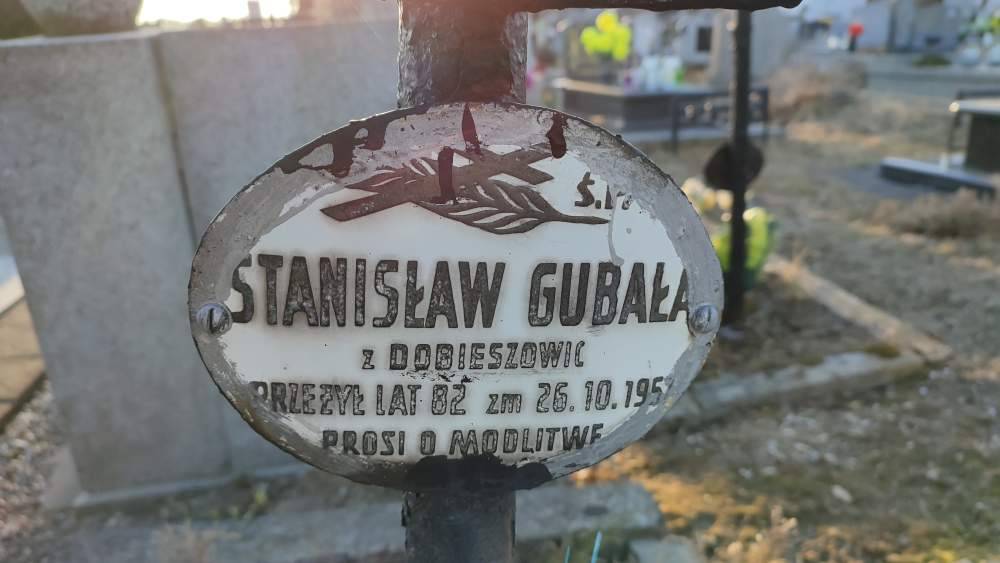 Ś.P.
STANISŁAW GUBAŁA
z DOBIESZOWIC
PRZEŻYŁ LAT 82 zm 26.10.195
PROSI O MODLITWĘ